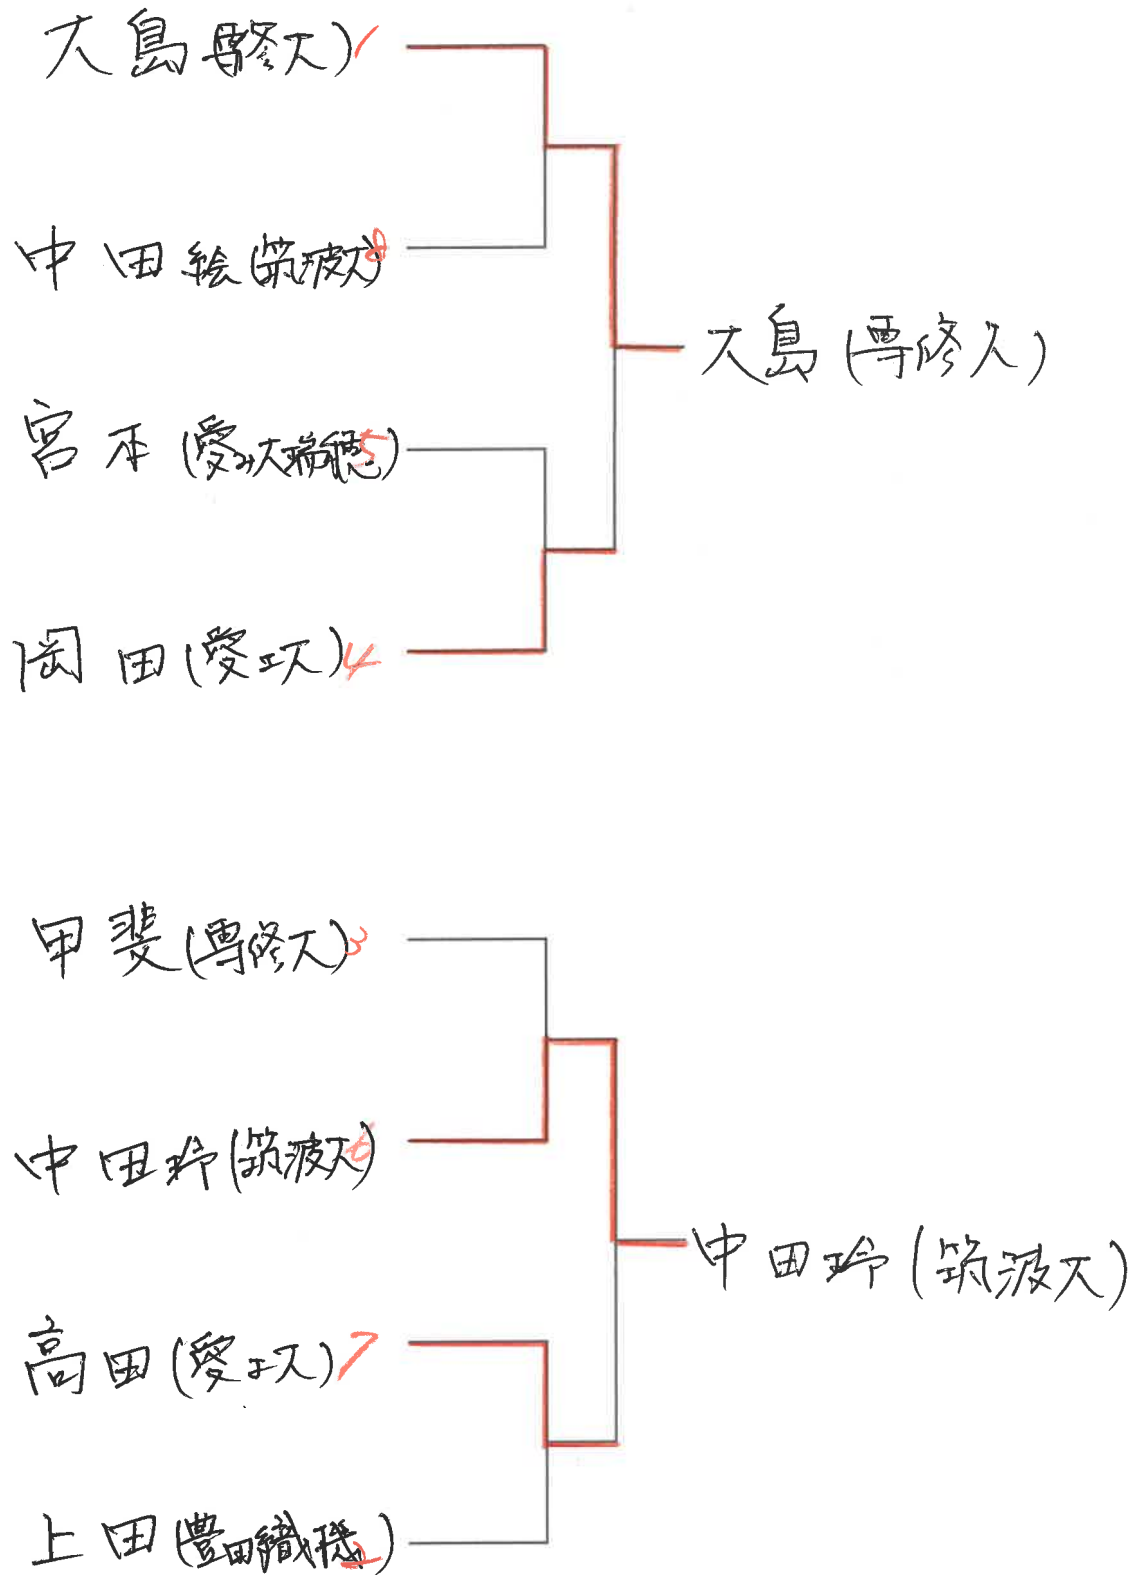 大島(専修大)1
中田絵(筑波大)8
大島(専修大)
宮本(愛工大瑞穂)5
岡田(愛工大)4
甲斐(専修大)3
中田玲(筑波大)6
中田玲(筑波大)
高田(愛工大)7
上田(豊田織機)2